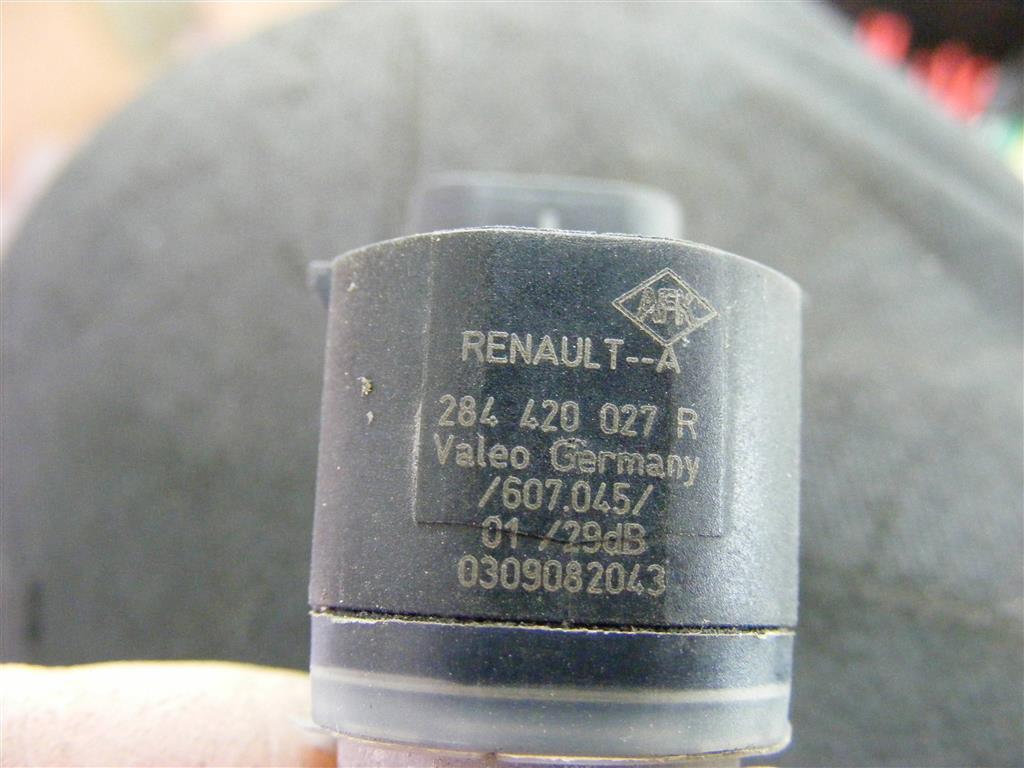 RENAULT--A
284 420 027 R
Valeo Germany
/607.045/
01 /29dB
0309082043